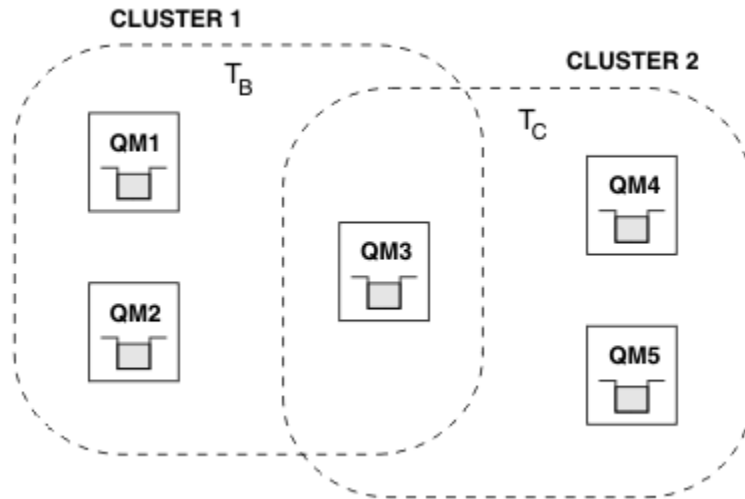 CLUSTER 1
CLUSTER 2
T_B
T_C
QM1
QM4
QM3
QM2
QM5